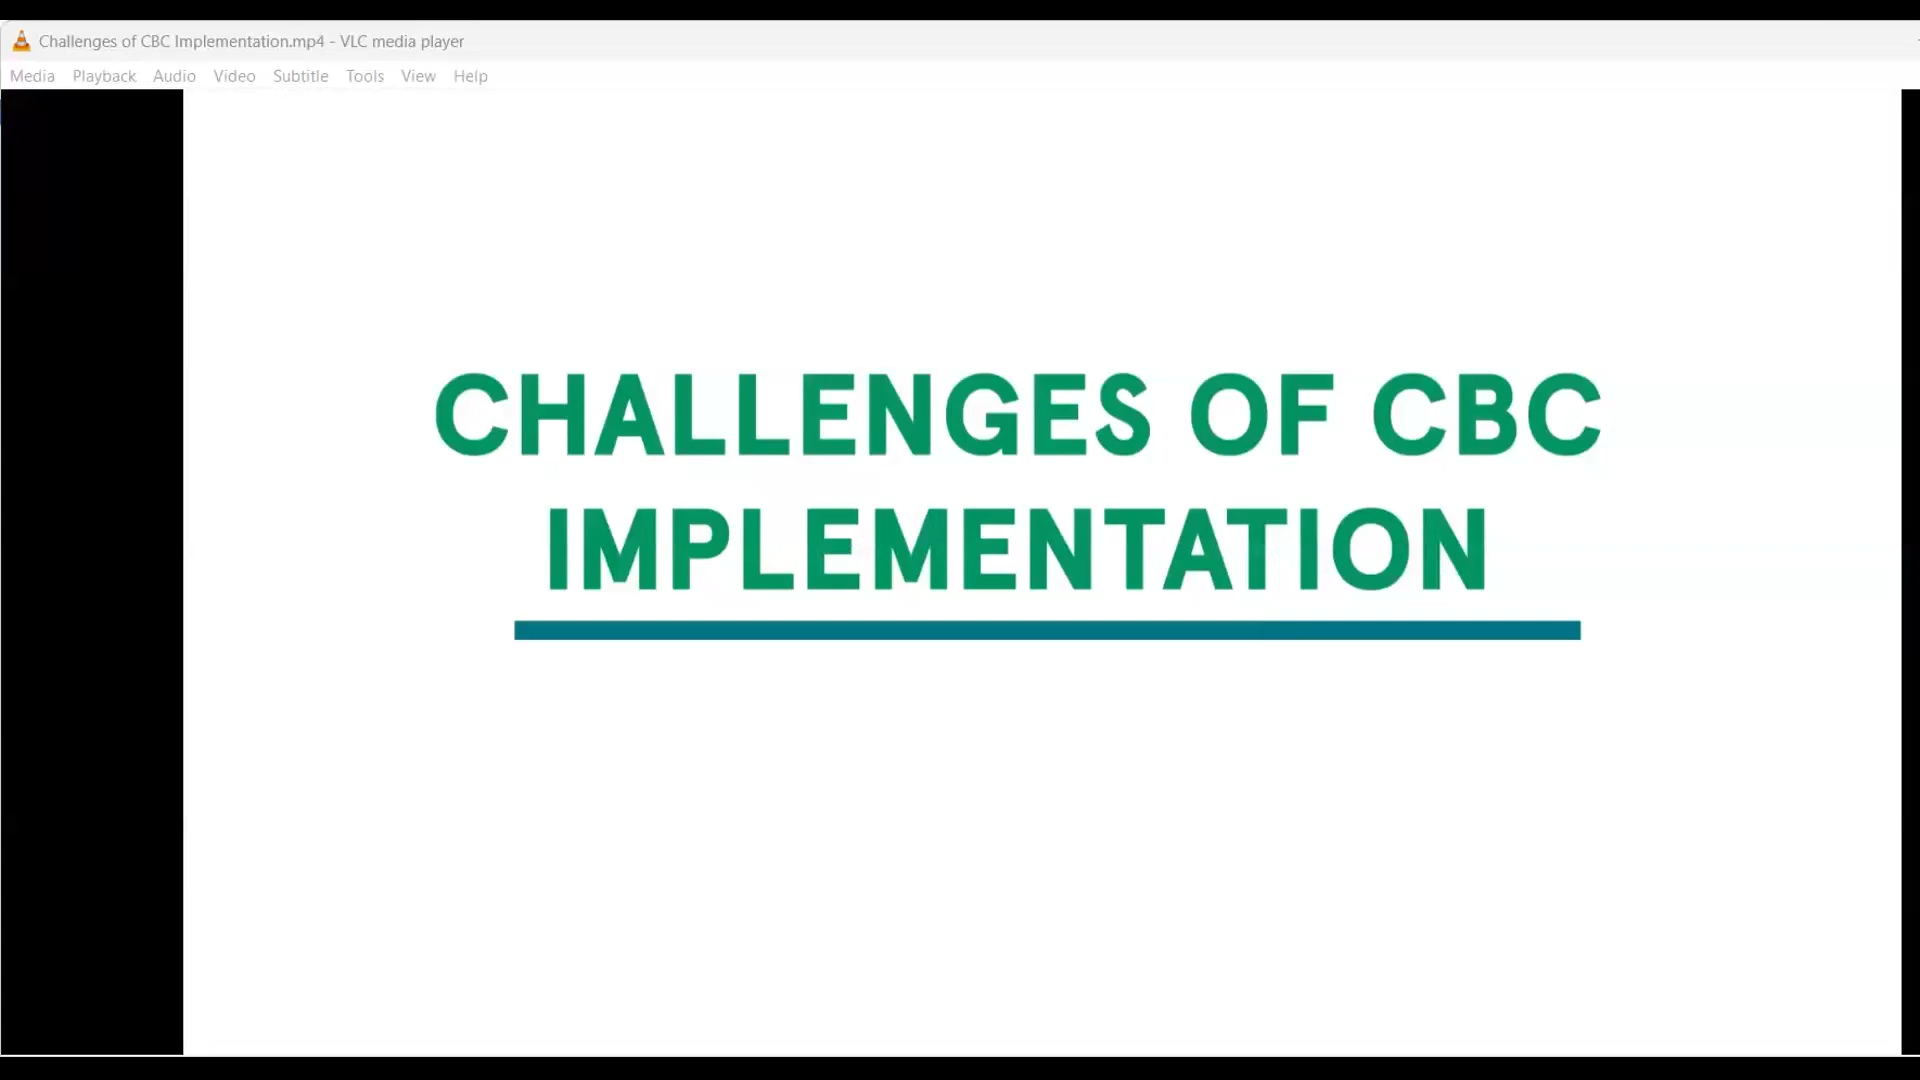 Challenges of CBC Implementation.mp4 - VLC media player
Media Playback Audio Video Subtitle Tools View Help
CHALLENGES OF CBC
IMPLEMENTATION